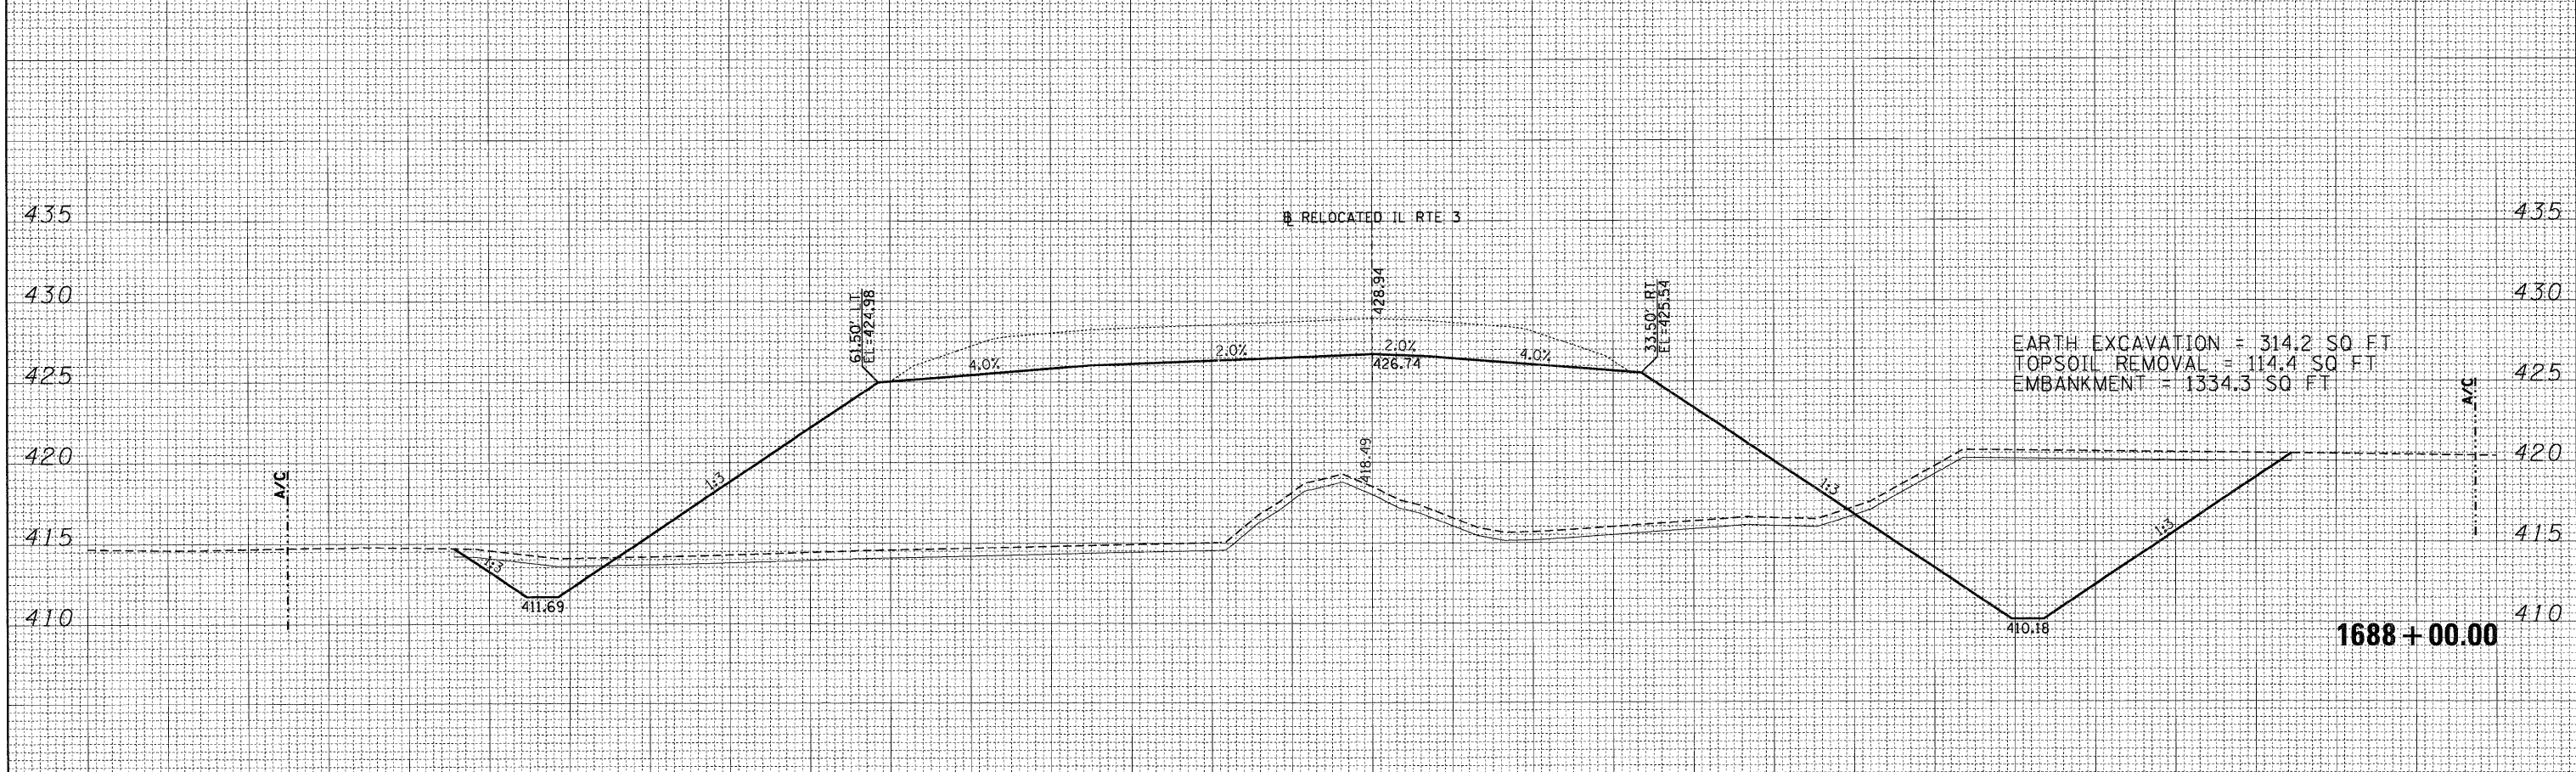 435
435
℄ RELOCATED IL RTE 3
430
430
428.94
61.50' LT
EL=424.98
33.50' RT
EL=425.54
EARTH EXCAVATION = 314.2 SQ FT
TOPSOIL REMOVAL = 114.4 SQ FT
EMBANKMENT = 1334.3 SQ FT
425
425
4.0%
2.0%
2.0%
4.0%
426.74
A/C
420
420
418.49
A/C
1:3
1:3
415
415
1:3
1:3
411.69
410
410
410.18
1688+00.00